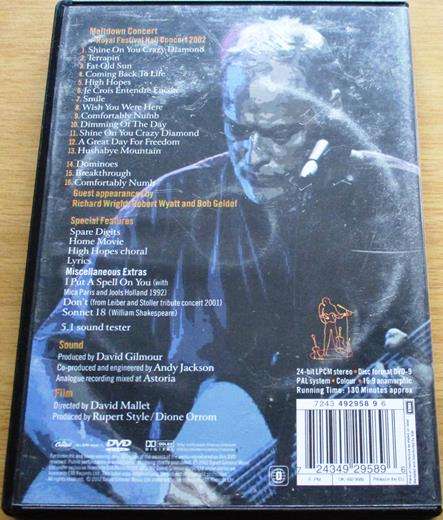 Meltdown Concert
Royal Festival Hall Concert 2002
1. Shine On You Crazy Diamond
2. Terrapin
3. Fat Old Sun
4. Coming Back To Life
5. High Hopes
6. Je Crois Entendre Encore
7. Smile
8. Wish You Were Here
9. Comfortably Numb
10. Dimming Of The Day
11. Shine On You Crazy Diamond
12. A Great Day For Freedom
13. Hushabye Mountain
14. Dominoes
15. Breakthrough
16. Comfortably Numb
Guest appearances by
Richard Wright, Robert Wyatt and Bob Geldof
Special Features
Spare Digits
Home Movie
High Hopes choral
Lyrics
Miscellaneous Extras
I Put A Spell On You (with
Mica Paris and Jools Holland 1992)
Don't (from Leiber and Stoller tribute concert 2001)
Sonnet 18 (William Shakespeare)
5.1 sound tester
Sound
Produced by David Gilmour
Co-produced and engineered by Andy Jackson
Analogue recording mixed at Astoria
Film
Directed by David Mallet
Produced by Rupert Style/Dione Orrom
24-bit LPCM stereo • Disc format DVD-9
PAL system • Colour • 16:9 anamorphic
Running Time: 130 Minutes approx
7243 492958 9 6
7 24349 29589 6
DVD
DOLBY